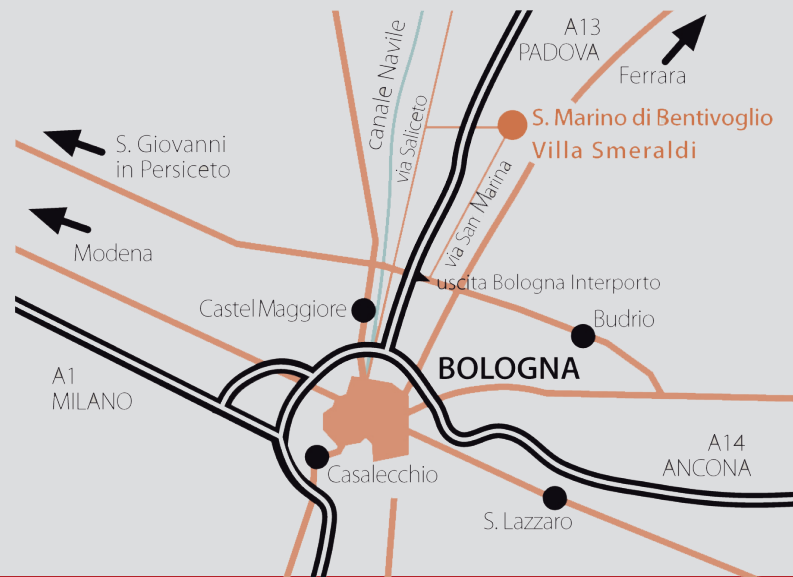 A13
PADOVA
Ferrara
canale Navile
via Saliceto
S. Marino di Bentivoglio
Villa Smeraldi
S. Giovanni
in Persiceto
via San Marina
Modena
uscita Bologna Interporto
Castel Maggiore
Budrio
BOLOGNA
A1
MILANO
A14
ANCONA
Casalecchio
S. Lazzaro